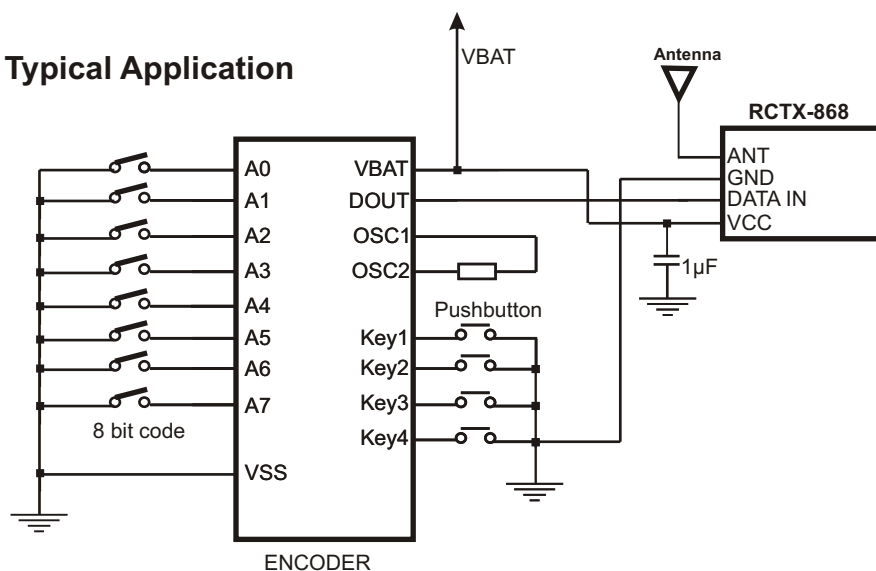 Typical Application
VBAT
Antenna
RCTX-868
ANT
GND
DATA IN
VCC
1µF
A0
A1
A2
A3
A4
A5
A6
A7
VSS
VBAT
DOUT
OSC1
OSC2
Key1
Key2
Key3
Key4
Pushbutton
8 bit code
ENCODER